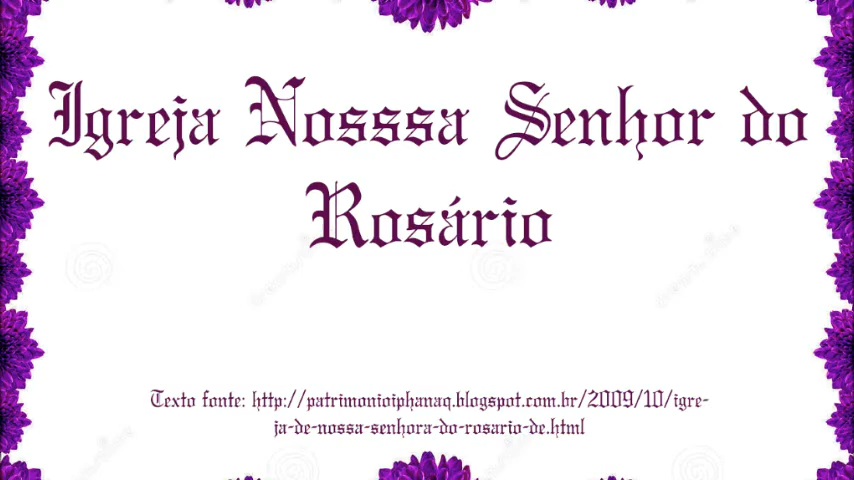 Igreja Nosssa Senhor do
Rosário
Texto fonte: http://patrimonioiphanaq.blogspot.com.br/2009/10/igre-
ja-de-nossa-senhora-do-rosario-de.html